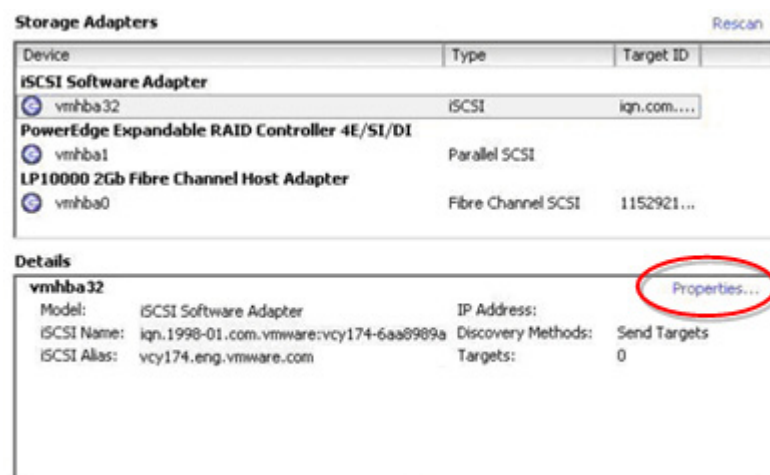 Storage Adapters Rescan
Device Type Target ID
iSCSI Software Adapter
vmhba32 iSCSI iqn.com....
PowerEdge Expandable RAID Controller 4E/SI/DI
vmhba1 Parallel SCSI
LP10000 2Gb Fibre Channel Host Adapter
vmhba0 Fibre Channel SCSI 1152921...
Details
vmhba32 Properties...
Model: iSCSI Software Adapter IP Address:
iSCSI Name: iqn.1998-01.com.vmware:vcy174-6aa8989a Discovery Methods: Send Targets
iSCSI Alias: vcy174.eng.vmware.com Targets: 0